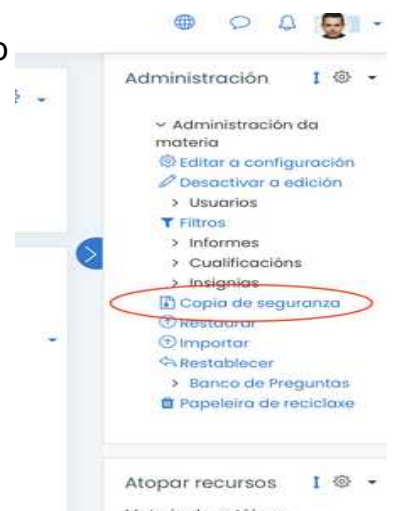 o
Administración
Administración da
materia
Editar a configuración
Desactivar a edición
Usuarios
Filtros
Informes
Cualificacións
Insignias
Copia de seguranza
Restaurar
Importar
Restablecer
Banco de Preguntas
Papeleira de reciclaxe
Atopar recursos